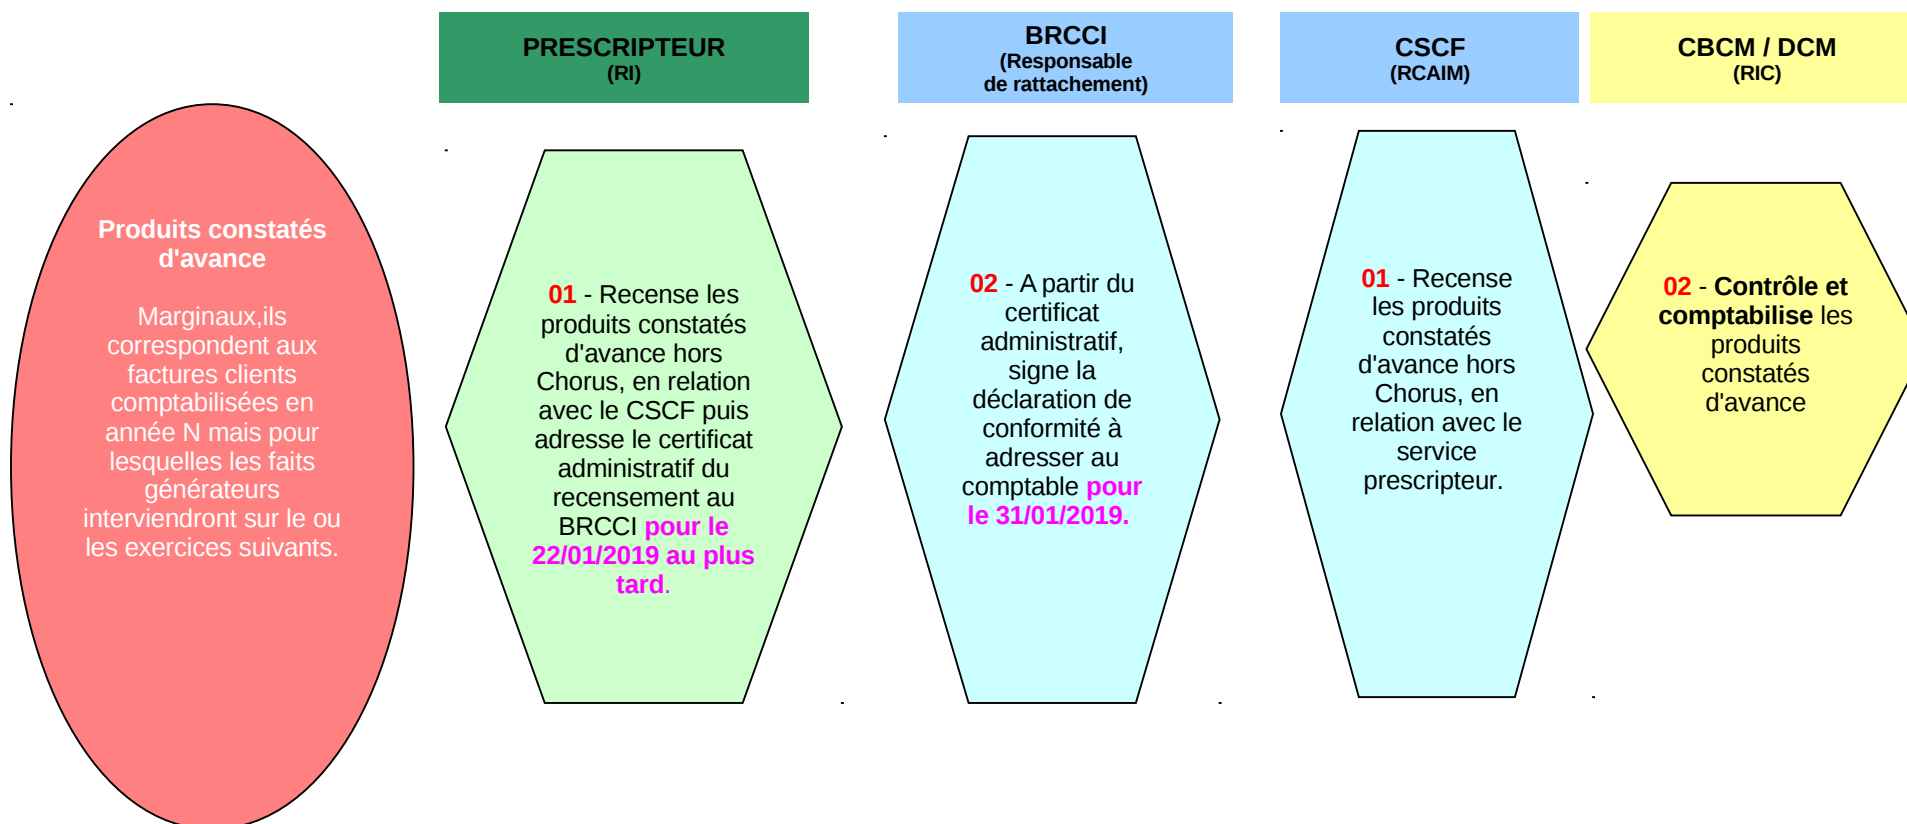 PRESCRIPTEUR
(RI)
BRCCI
(Responsable
de rattachement)
CSCF
(RCAIM)
CBCM / DCM
(RIC)
Produits constatés
d'avance
Marginaux,ils
correspondent aux
factures clients
comptabilisées en
année N mais pour
lesquelles les faits
générateurs
interviendront sur le ou
les exercices suivants.
01 - Recense les
produits constatés
d'avance hors
Chorus, en relation
avec le CSCF puis
adresse le certificat
administratif du
recensement au
BRCCI pour le
22/01/2019 au plus
tard.
02 - A partir du
certificat
administratif,
signe la
déclaration de
conformité à
adresser au
comptable pour
le 31/01/2019.
01 - Recense
les produits
constatés
d'avance hors
Chorus, en
relation avec le
service
prescripteur.
02 - Contrôle et
comptabilise les
produits
constatés
d'avance